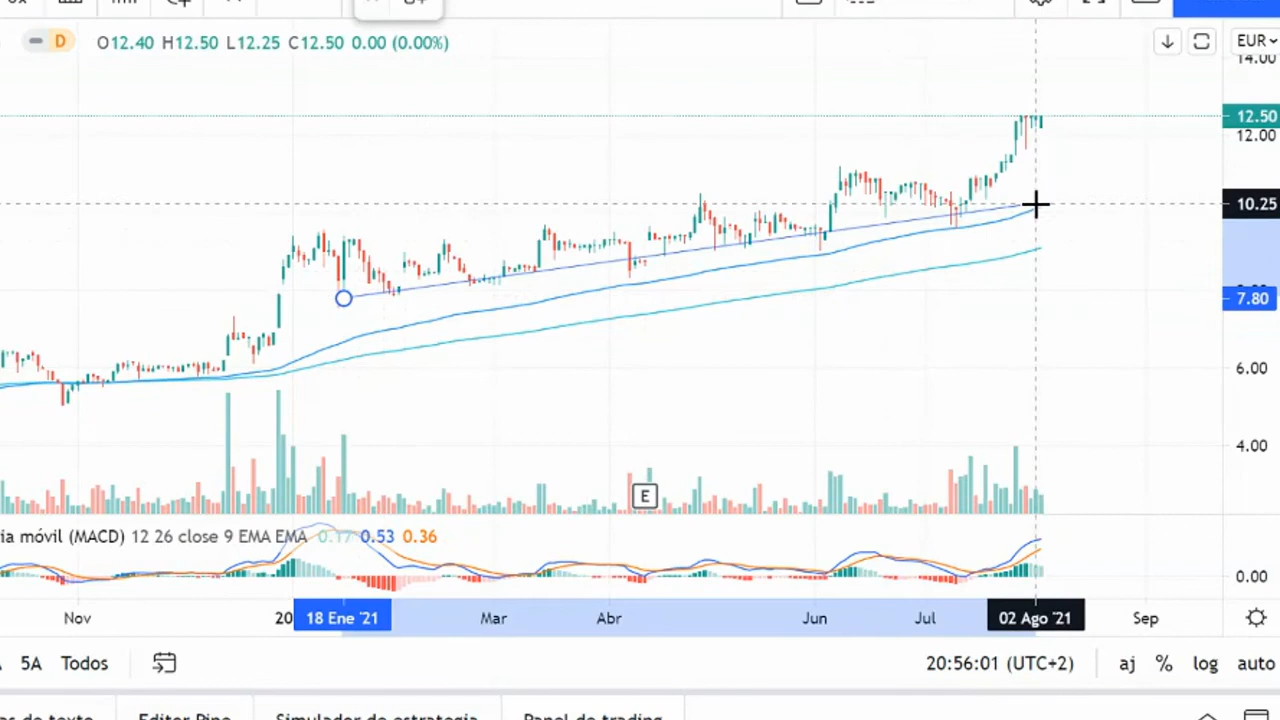 D O12.40 H12.50 L12.25 C12.50 0.00 (0.00%)
EUR
14.00
12.50
12.00
10.25
7.80
6.00
4.00
E
ia móvil (MACD) 12 26 close 9 EMA EMA 0.17 0.53 0.36
0.00
Nov 20 18 Ene '21 Mar Abr Jun Jul 02 Ago '21 Sep
5A Todos 20:56:01 (UTC+2) aj % log auto
as de texto Editor Pine Simulador de estrategia Panel de trading